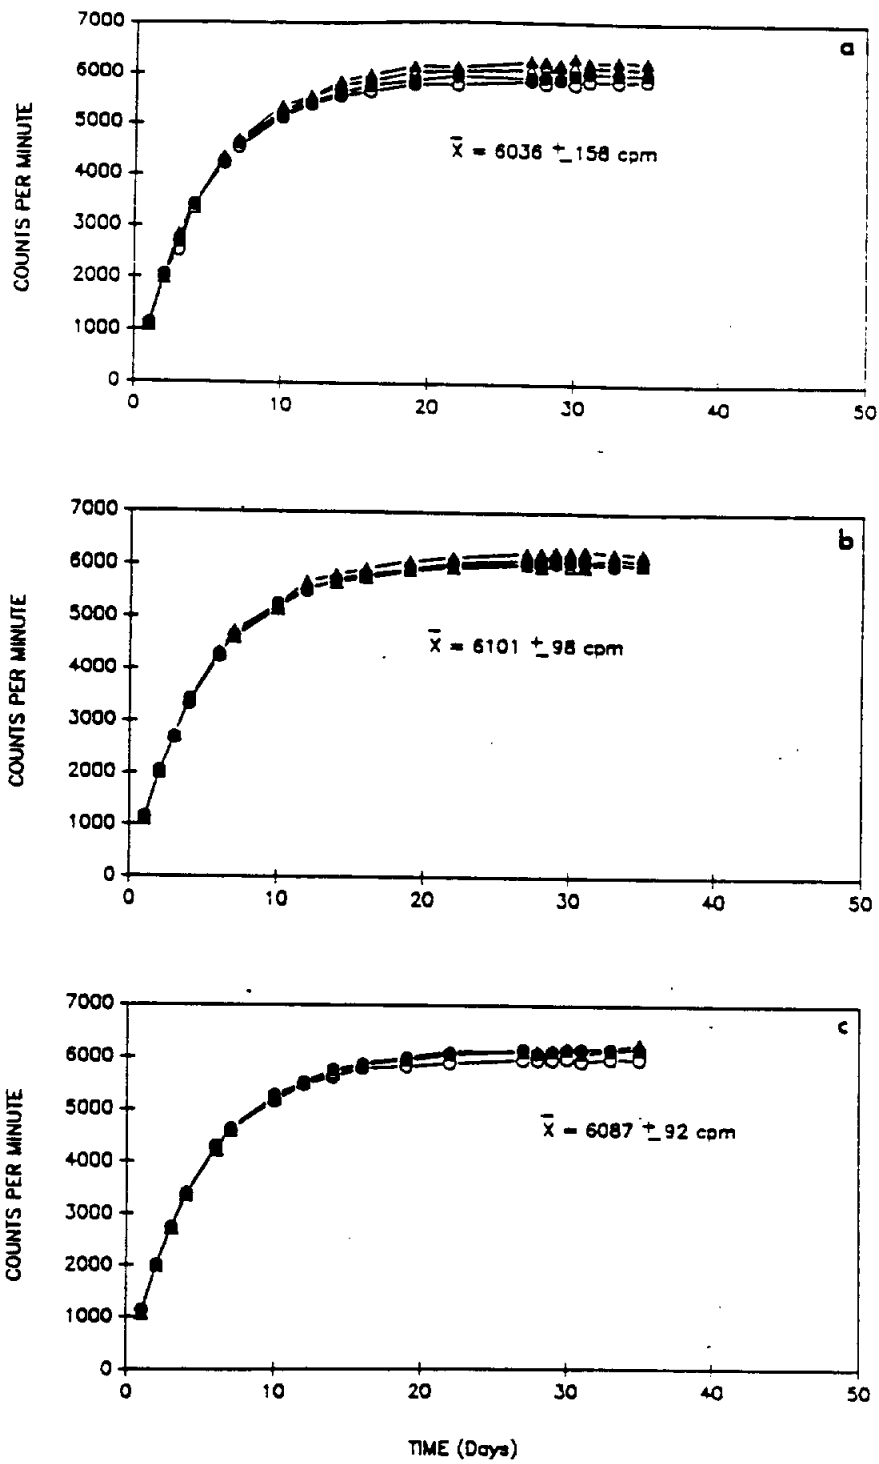 7000
6000
5000
4000
3000
2000
1000
0
COUNTS PER MINUTE
a
x̄ = 6036 ± 158 cpm
0 10 20 30 40 50
7000
6000
5000
4000
3000
2000
1000
0
COUNTS PER MINUTE
b
x̄ = 6101 ± 98 cpm
0 10 20 30 40 50
7000
6000
5000
4000
3000
2000
1000
0
COUNTS PER MINUTE
c
x̄ = 6087 ± 92 cpm
0 10 20 30 40 50
TIME (Days)